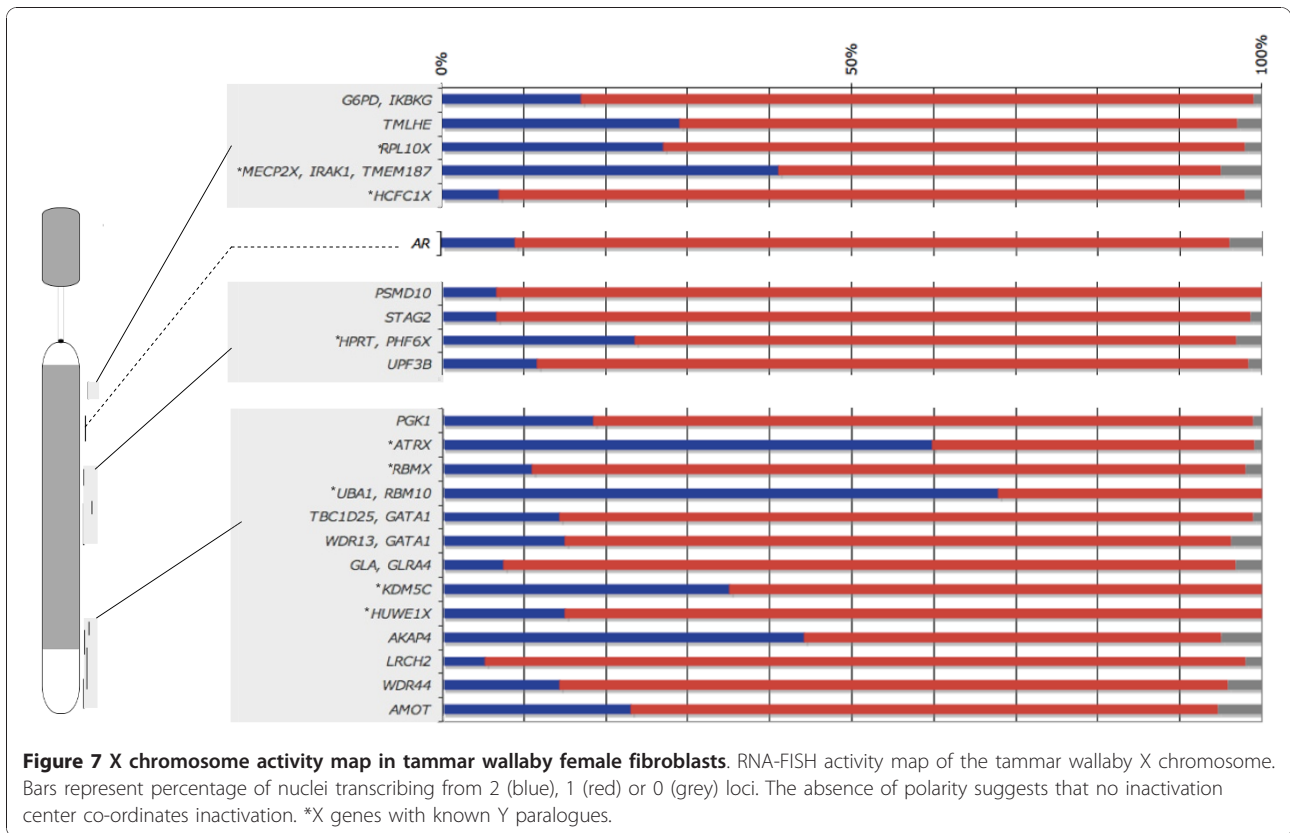 0%
50%
100%
G6PD, IKBKG
TMLHE
*RPL10X
*MECP2X, IRAK1, TMEM187
*HCFC1X
AR
PSMD10
STAG2
*HPRT, PHF6X
UPF3B
PGK1
*ATRX
*RBMX
*UBA1, RBM10
TBC1D25, GATA1
WDR13, GATA1
GLA, GLRA4
*KDM5C
*HUWE1X
AKAP4
LRCH2
WDR44
AMOT
Figure 7 X chromosome activity map in tammar wallaby female fibroblasts. RNA-FISH activity map of the tammar wallaby X chromosome.
Bars represent percentage of nuclei transcribing from 2 (blue), 1 (red) or 0 (grey) loci. The absence of polarity suggests that no inactivation
center co-ordinates inactivation. *X genes with known Y paralogues.